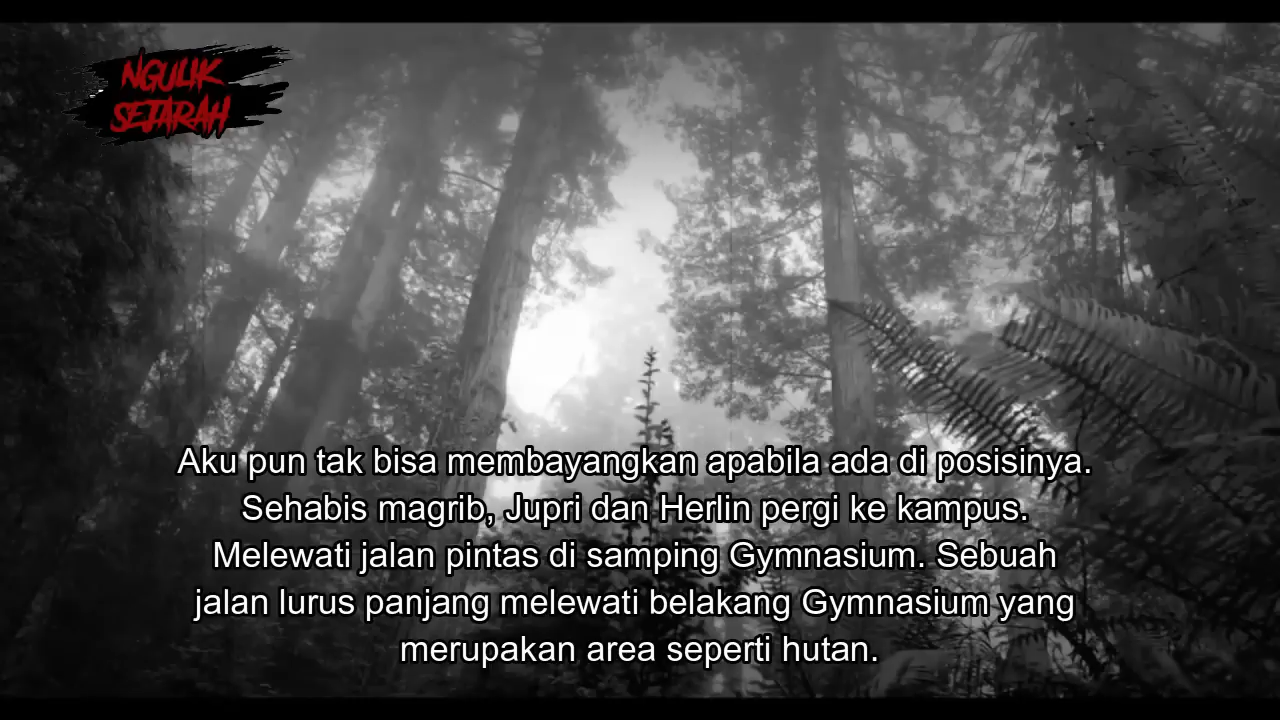 NGULIK
SEJARAH
Aku pun tak bisa membayangkan apabila ada di posisinya.
Sehabis magrib, Jupri dan Herlin pergi ke kampus.
Melewati jalan pintas di samping Gymnasium. Sebuah
jalan lurus panjang melewati belakang Gymnasium yang
merupakan area seperti hutan.